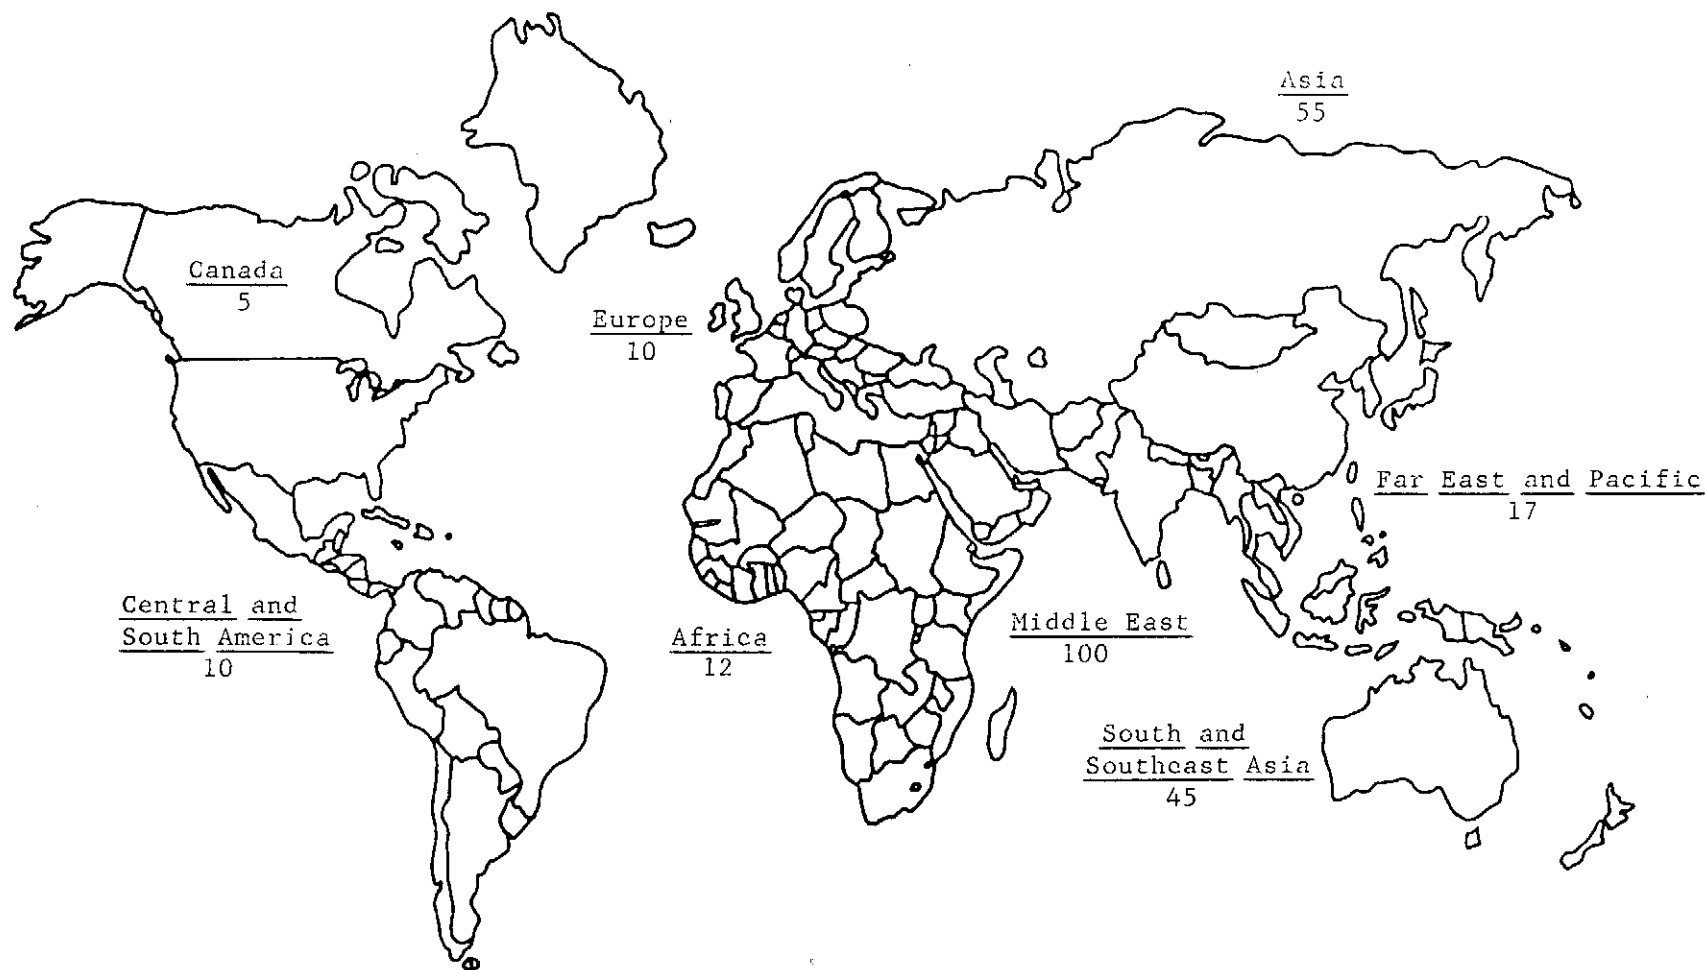 Asia
55
Canada
5
Europe
10
Far East and Pacific
17
Central and
South America
10
Africa
12
Middle East
100
South and
Southeast Asia
45